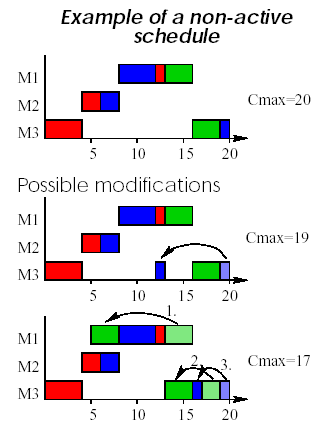 Example of a non-active
schedule
M1
M2
Cmax=20
M3
5 10 15 20
Possible modifications
M1
Cmax=19
M2
M3
5 10 15 20
1.
M1
M2
2. 3.
Cmax=17
M3
5 10 15 20